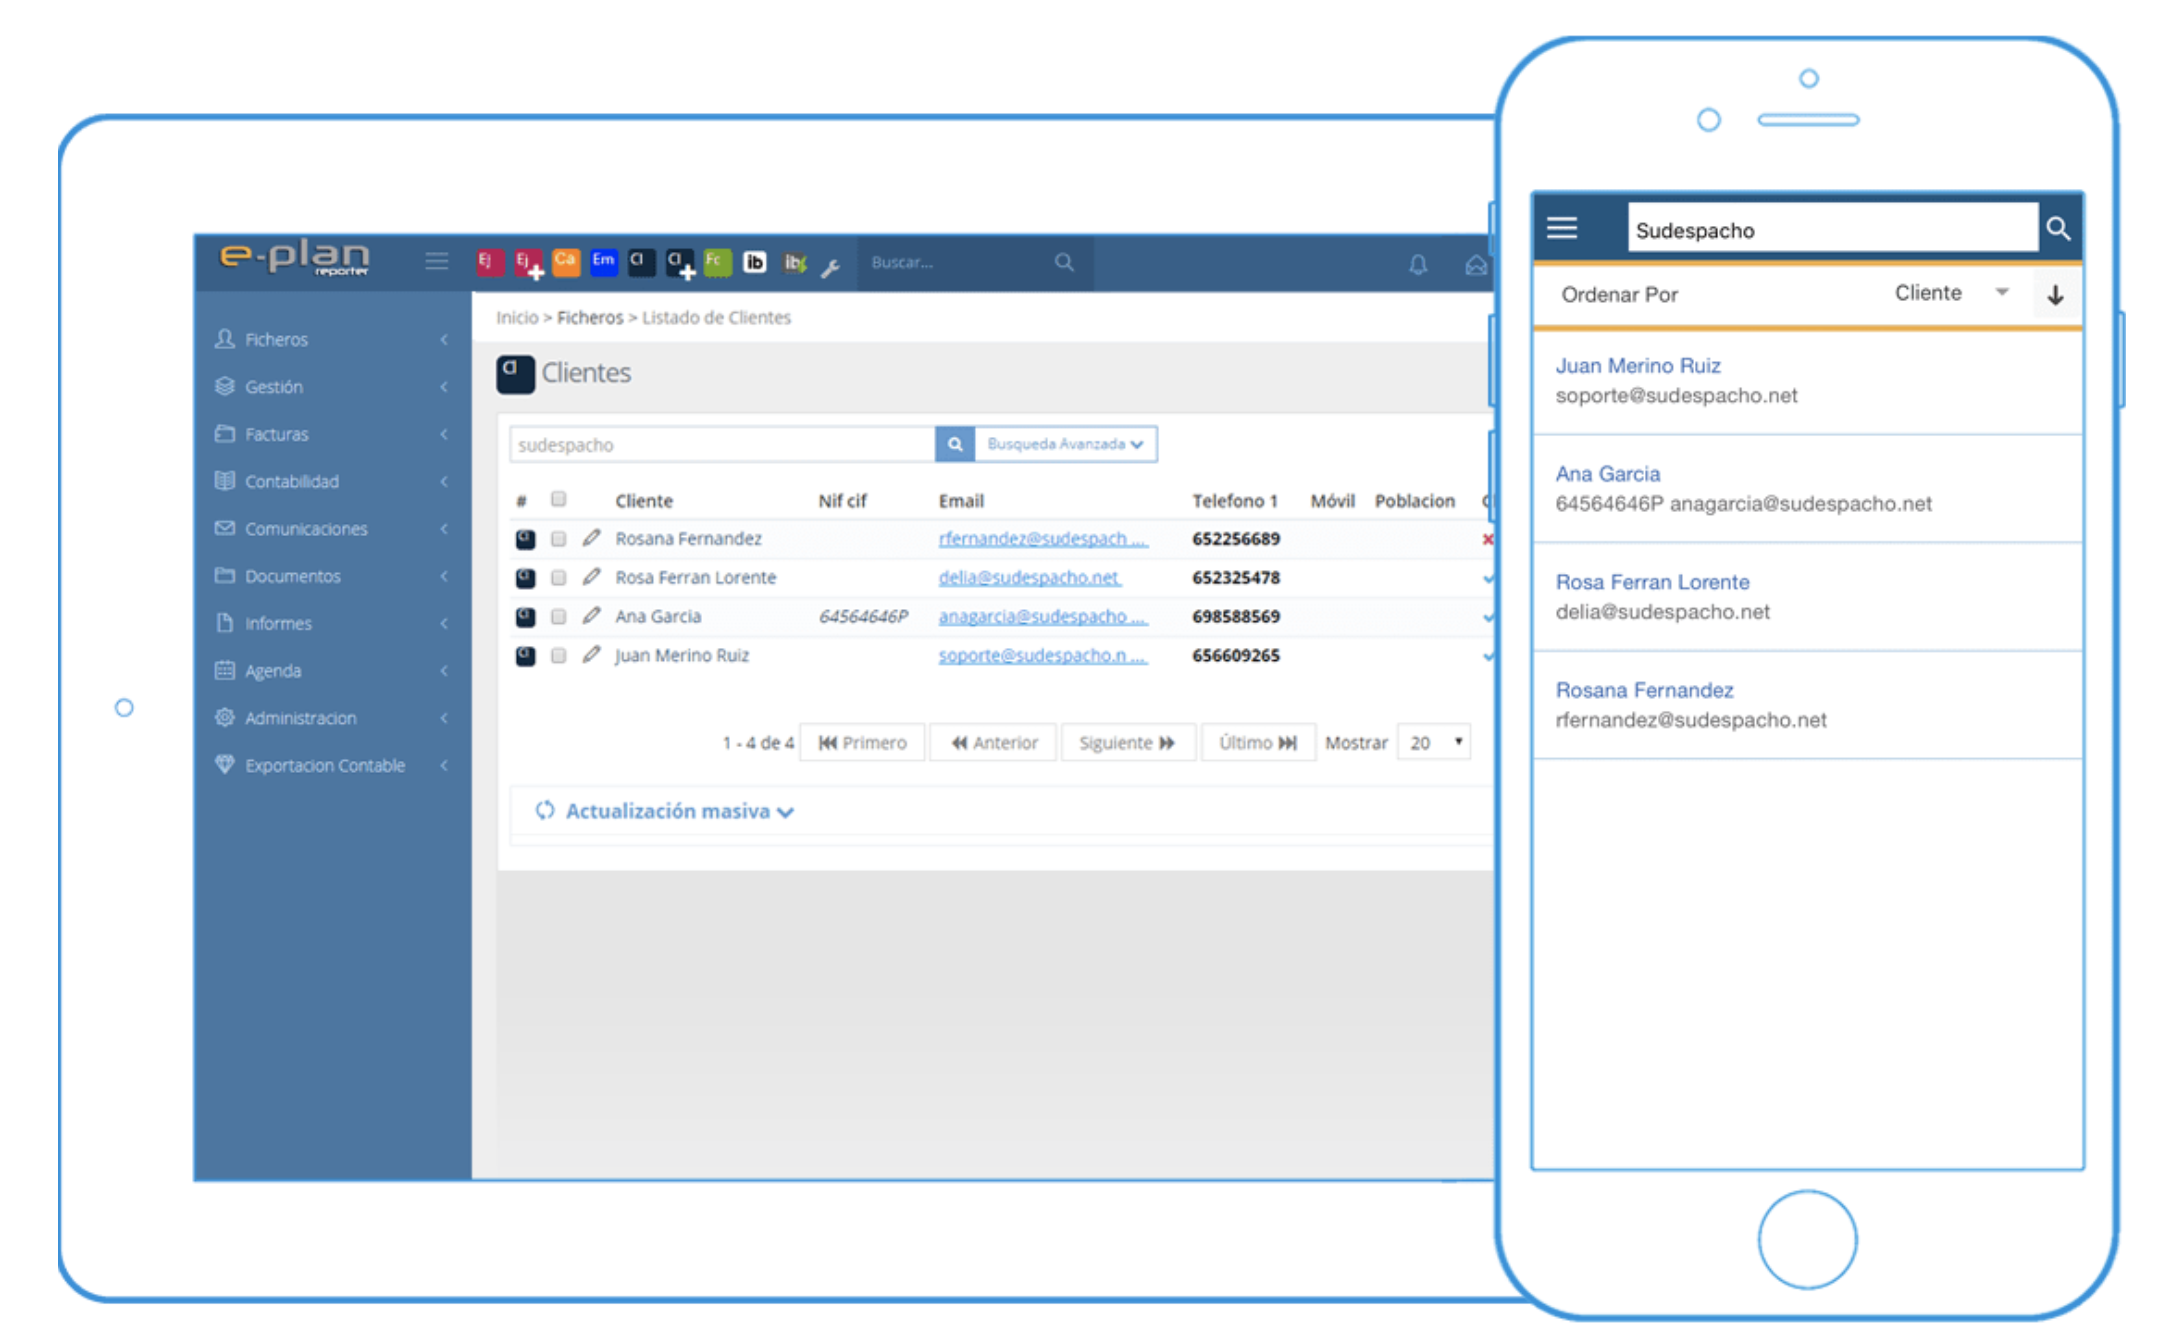 e-plan
reporter
Ej Ej Ca Em Cl Cl Fc ib ib Buscar...
Ficheros
Gestión
Facturas
Contabilidad
Comunicaciones
Documentos
Informes
Agenda
Administracion
Exportacion Contable
Inicio > Ficheros > Listado de Clientes
Cl Clientes
sudespacho Busqueda Avanzada
# Cliente Nif cif Email Telefono 1 Móvil Poblacion
Cl Rosana Fernandez rfernandez@sudespach ... 652256689
Cl Rosa Ferran Lorente delia@sudespacho.net 652325478
Cl Ana Garcia 64564646P anagarcia@sudespacho ... 698588569
Cl Juan Merino Ruiz soporte@sudespacho.n ... 656609265
1 - 4 de 4 Primero Anterior Siguiente Último Mostrar 20
Actualización masiva
Sudespacho
Ordenar Por Cliente
Juan Merino Ruiz
soporte@sudespacho.net
Ana Garcia
64564646P anagarcia@sudespacho.net
Rosa Ferran Lorente
delia@sudespacho.net
Rosana Fernandez
rfernandez@sudespacho.net